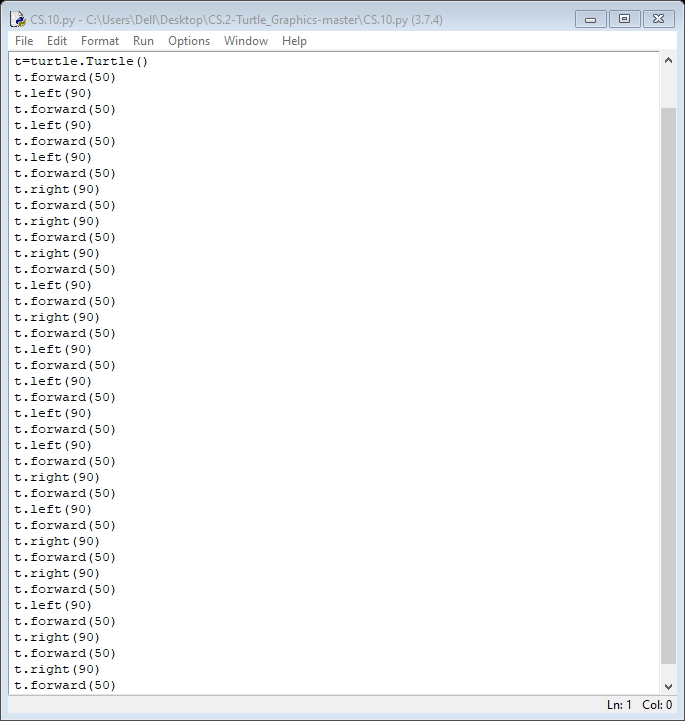 CS.10.py - C:\Users\Dell\Desktop\CS.2-Turtle_Graphics-master\CS.10.py (3.7.4)
File Edit Format Run Options Window Help
t=turtle.Turtle()
t.forward(50)
t.left(90)
t.forward(50)
t.left(90)
t.forward(50)
t.left(90)
t.forward(50)
t.right(90)
t.forward(50)
t.right(90)
t.forward(50)
t.right(90)
t.forward(50)
t.left(90)
t.forward(50)
t.right(90)
t.forward(50)
t.left(90)
t.forward(50)
t.left(90)
t.forward(50)
t.left(90)
t.forward(50)
t.left(90)
t.forward(50)
t.right(90)
t.forward(50)
t.left(90)
t.forward(50)
t.right(90)
t.forward(50)
t.right(90)
t.forward(50)
t.left(90)
t.forward(50)
t.right(90)
t.forward(50)
t.right(90)
t.forward(50)
Ln: 1 Col: 0